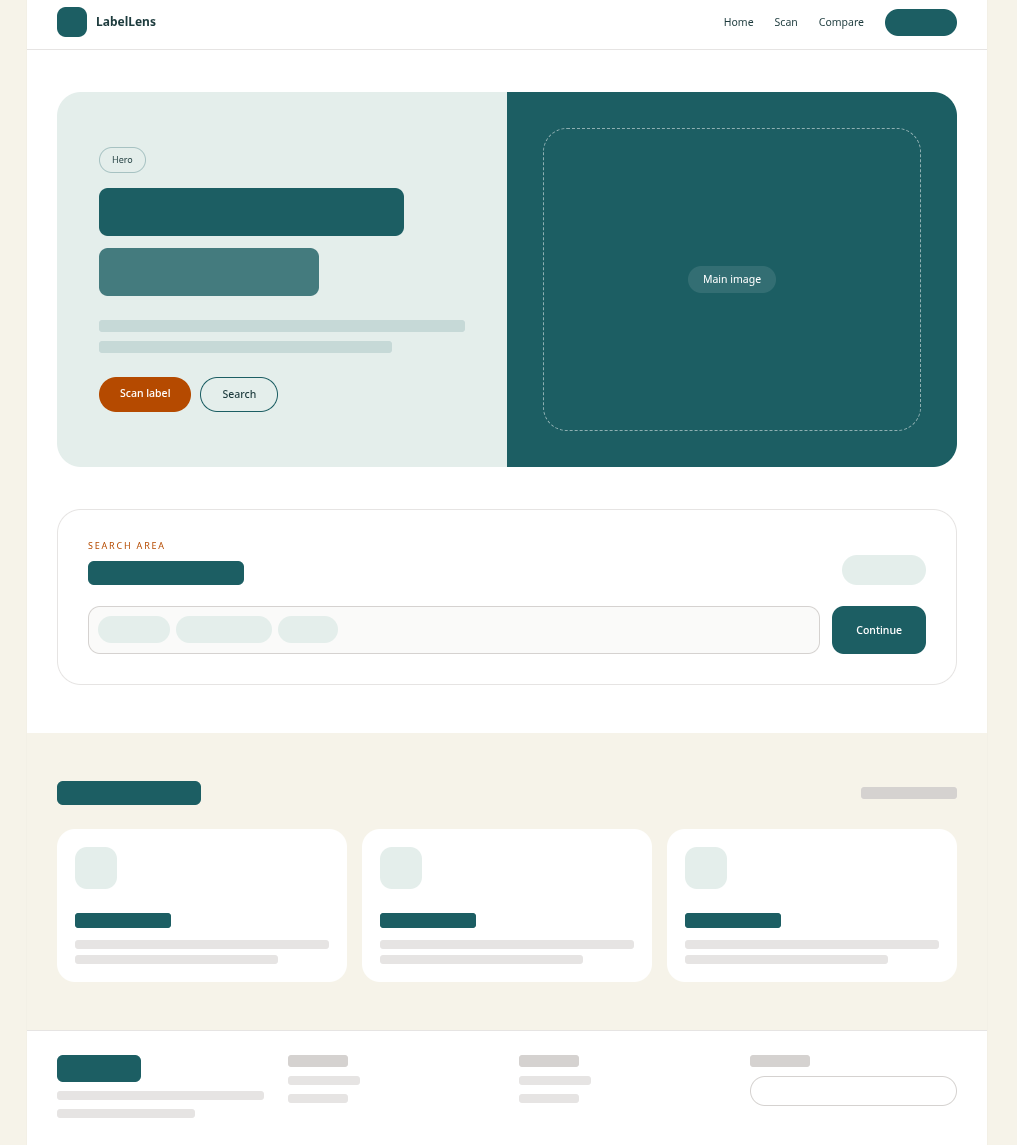 LabelLens
Home Scan Compare
Hero
Main image
Scan label Search
SEARCH AREA
Continue